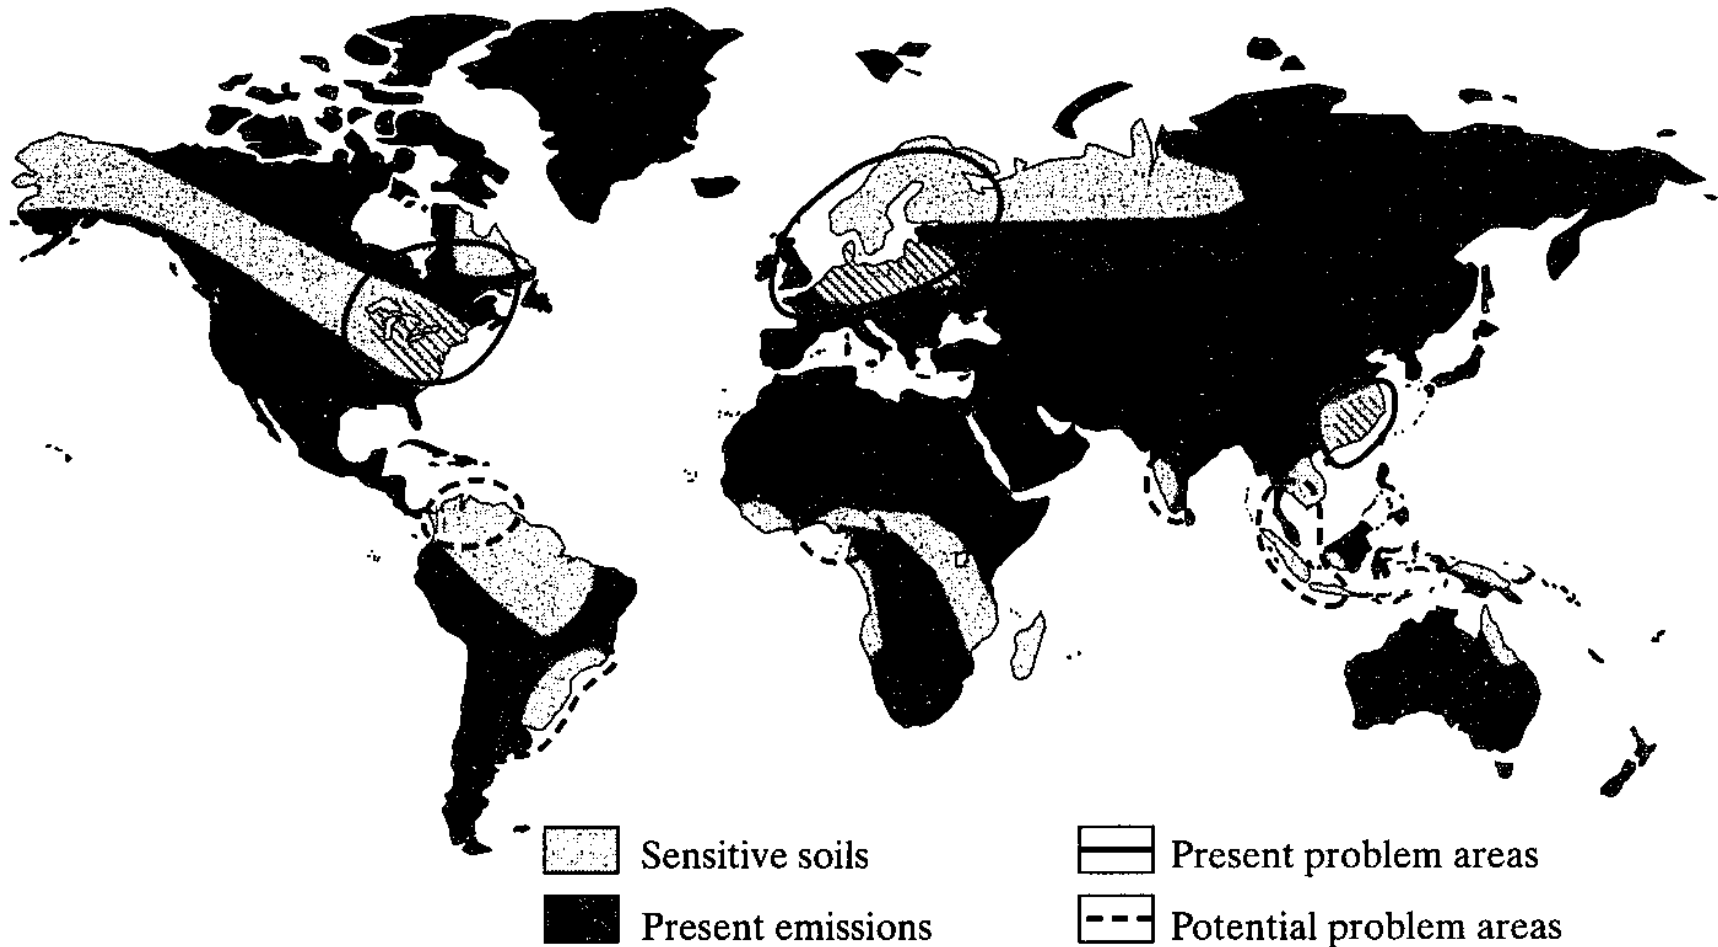 Sensitive soils
Present problem areas
Present emissions
Potential problem areas